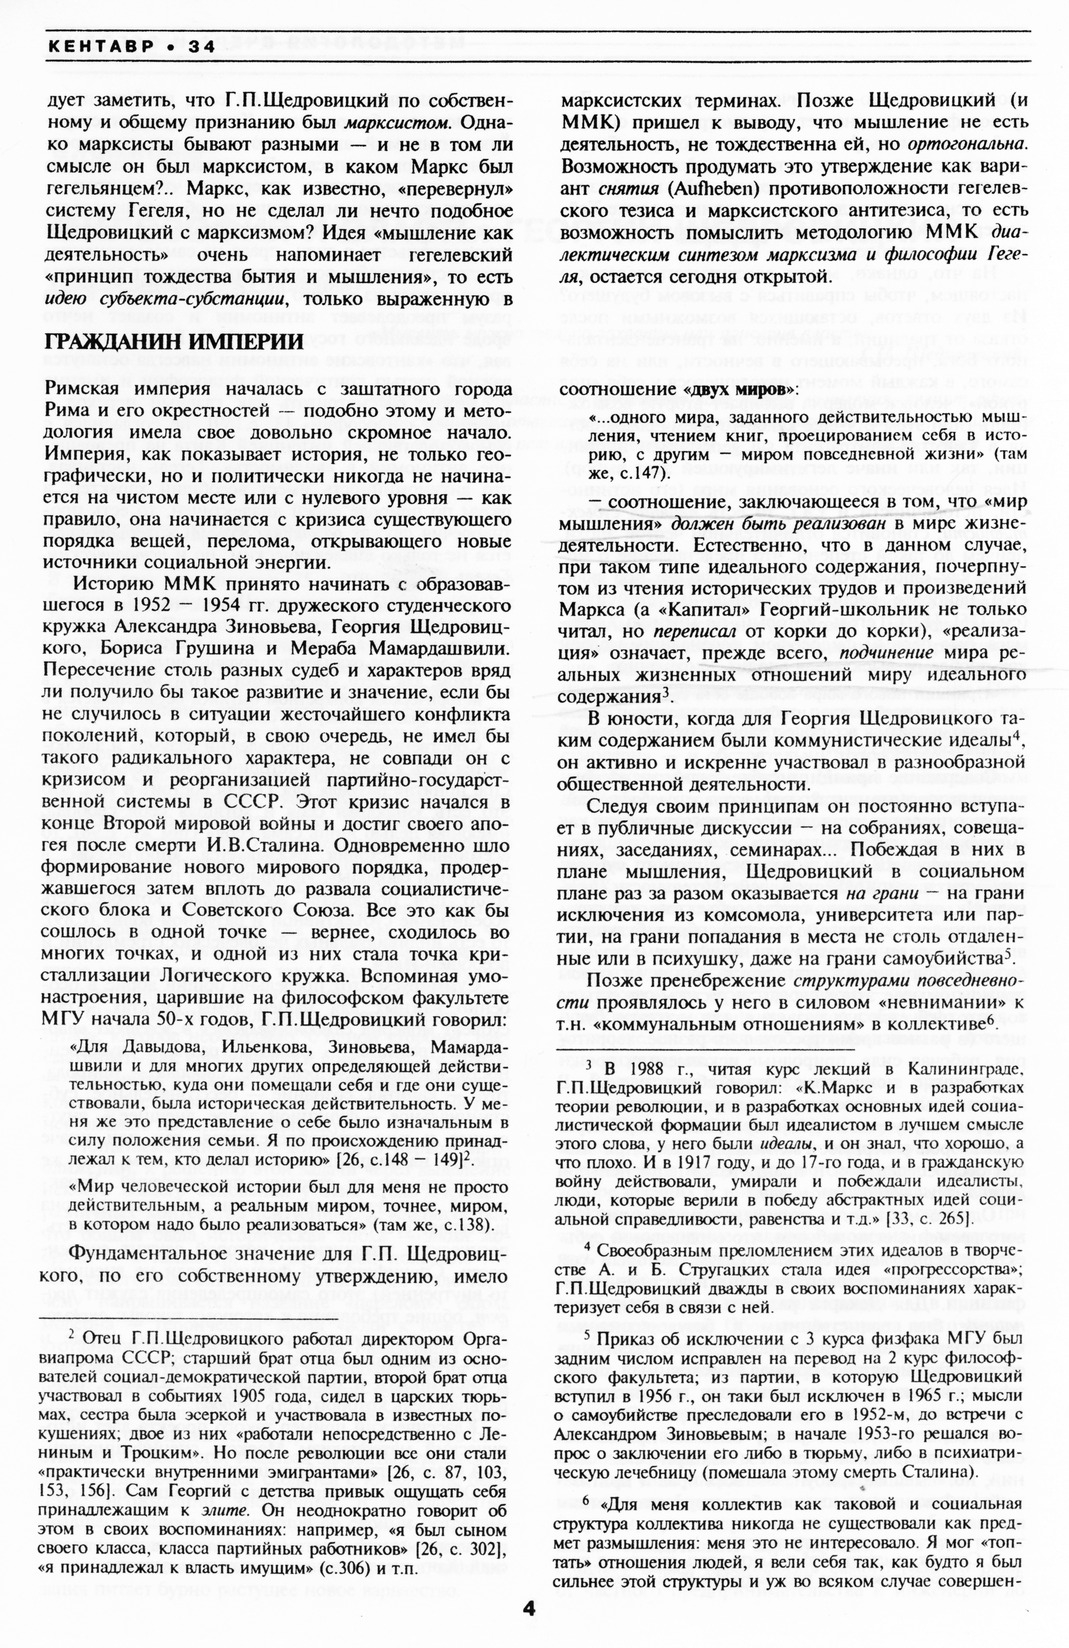 КЕНТАВР • 34
дует заметить, что Г.П.Щедровицкий по собствен-
ному и общему признанию был марксистом. Одна-
ко марксисты бывают разными — и не в том ли
смысле он был марксистом, в каком Маркс был
гегельянцем?.. Маркс, как известно, «перевернул»
систему Гегеля, но не сделал ли нечто подобное
Щедровицкий с марксизмом? Идея «мышление как
деятельность» очень напоминает гегелевский
«принцип тождества бытия и мышления», то есть
идею субъекта-субстанции, только выраженную в
марксистских терминах. Позже Щедровицкий (и
ММК) пришел к выводу, что мышление не есть
деятельность, не тождественна ей, но ортогональна.
Возможность продумать это утверждение как вари-
ант снятия (Aufheben) противоположности гегелев-
ского тезиса и марксистского антитезиса, то есть
возможность помыслить методологию ММК диа-
лектическим синтезом марксизма и философии Геге-
ля, остается сегодня открытой.
ГРАЖДАНИН ИМПЕРИИ
Римская империя началась с заштатного города
Рима и его окрестностей — подобно этому и мето-
дология имела свое довольно скромное начало.
Империя, как показывает история, не только гео-
графически, но и политически никогда не начина-
ется на чистом месте или с нулевого уровня — как
правило, она начинается с кризиса существующего
порядка вещей, перелома, открывающего новые
источники социальной энергии.
Историю ММК принято начинать с образовав-
шегося в 1952 — 1954 гг. дружеского студенческого
кружка Александра Зиновьева, Георгия Щедровиц-
кого, Бориса Грушина и Мераба Мамардашвили.
Пересечение столь разных судеб и характеров вряд
ли получило бы такое развитие и значение, если бы
не случилось в ситуации жесточайшего конфликта
поколений, который, в свою очередь, не имел бы
такого радикального характера, не совпади он с
кризисом и реорганизацией партийно-государст-
венной системы в СССР. Этот кризис начался в
конце Второй мировой войны и достиг своего апо-
гея после смерти И.В.Сталина. Одновременно шло
формирование нового мирового порядка, продер-
жавшегося затем вплоть до развала социалистиче-
ского блока и Советского Союза. Все это как бы
сошлось в одной точке — вернее, сходилось во
многих точках, и одной из них стала точка кри-
сталлизации Логического кружка. Вспоминая умо-
настроения, царившие на философском факультете
МГУ начала 50-х годов, Г.П.Щедровицкий говорил:
«Для Давыдова, Ильенкова, Зиновьева, Мамарда-
швили и для многих других определяющей действи-
тельностью, куда они помещали себя и где они суще-
ствовали, была историческая действительность. У ме-
ня же это представление о себе было изначальным в
силу положения семьи. Я по происхождению принад-
лежал к тем, кто делал историю» [26, с.148 — 149]2.
«Мир человеческой истории был для меня не просто
действительным, а реальным миром, точнее, миром,
в котором надо было реализоваться» (там же, с.138).
Фундаментальное значение для Г.П. Щедровиц-
кого, по его собственному утверждению, имело
2 Отец Г.П.Щедровицкого работал директором Орга-
виапрома СССР; старший брат отца был одним из осно-
вателей социал-демократической партии, второй брат отца
участвовал в событиях 1905 года, сидел в царских тюрь-
мах, сестра была эсеркой и участвовала в известных по-
кушениях; двое из них «работали непосредственно с Ле-
ниным и Троцким». Но после революции все они стали
«практически внутренними эмигрантами» [26, с. 87, 103,
153, 156]. Сам Георгий с детства привык ощущать себя
принадлежащим к элите. Он неоднократно говорит об
этом в своих воспоминаниях: например, «я был сыном
своего класса, класса партийных работников» [26, с. 302],
«я принадлежал к власть имущим» (с.306) и т.п.
соотношение «двух миров»:
«...одного мира, заданного действительностью мыш-
ления, чтением книг, проецированием себя в исто-
рию, с другим — миром повседневной жизни» (там
же, с.147).
— соотношение, заключающееся в том, что «мир
мышления» должен быть реализован в мире жизне-
деятельности. Естественно, что в данном случае,
при таком типе идеального содержания, почерпну-
том из чтения исторических трудов и произведений
Маркса (а «Капитал» Георгий-школьник не только
читал, но переписал от корки до корки), «реализа-
ция» означает, прежде всего, подчинение мира ре-
альных жизненных отношений миру идеального
содержания3.
В юности, когда для Георгия Щедровицкого та-
ким содержанием были коммунистические идеалы4,
он активно и искренне участвовал в разнообразной
общественной деятельности.
Следуя своим принципам он постоянно вступа-
ет в публичные дискуссии — на собраниях, совеща-
ниях, заседаниях, семинарах... Побеждая в них в
плане мышления, Щедровицкий в социальном
плане раз за разом оказывается на грани — на грани
исключения из комсомола, университета или пар-
тии, на грани попадания в места не столь отдален-
ные или в психушку, даже на грани самоубийства5.
Позже пренебрежение структурами повседневно-
сти проявлялось у него в силовом «невнимании» к
т.н. «коммунальным отношениям» в коллективе6.
3 В 1988 г., читая курс лекций в Калининграде,
Г.П.Щедровицкий говорил: «К.Маркс и в разработках
теории революции, и в разработках основных идей социа-
листической формации был идеалистом в лучшем смысле
этого слова, у него были идеалы, и он знал, что хорошо, а
что плохо. И в 1917 году, и до 17-го года, и в гражданскую
войну действовали, умирали и побеждали идеалисты,
люди, которые верили в победу абстрактных идей соци-
альной справедливости, равенства и т.д.» [33, с. 265].
4 Своеобразным преломлением этих идеалов в творче-
стве А. и Б. Стругацких стала идея «прогрессорства»;
Г.П.Щедровицкий дважды в своих воспоминаниях харак-
теризует себя в связи с ней.
5 Приказ об исключении с 3 курса физфака МГУ был
задним числом исправлен на перевод на 2 курс философ-
ского факультета; из партии, в которую Щедровицкий
вступил в 1956 г., он таки был исключен в 1965 г.; мысли
о самоубийстве преследовали его в 1952-м, до встречи с
Александром Зиновьевым; в начале 1953-го решался во-
прос о заключении его либо в тюрьму, либо в психиатри-
ческую лечебницу (помешала этому смерть Сталина).
6 «Для меня коллектив как таковой и социальная
структура коллектива никогда не существовали как пред-
мет размышления: меня это не интересовало. Я мог «топ-
тать» отношения людей, я вели себя так, как будто я был
сильнее этой структуры и уж во всяком случае совершен-
4